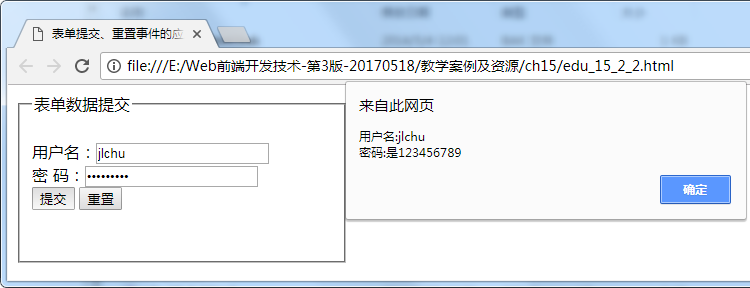 表单提交、重置事件的应
file:///E:/Web前端开发技术-第3版-20170518/教学案例及资源/ch15/edu_15_2_2.html
表单数据提交
用户名：jlchu
密 码：•••••••••
提交 重置
来自此网页
用户名:jlchu
密码:是123456789
确定